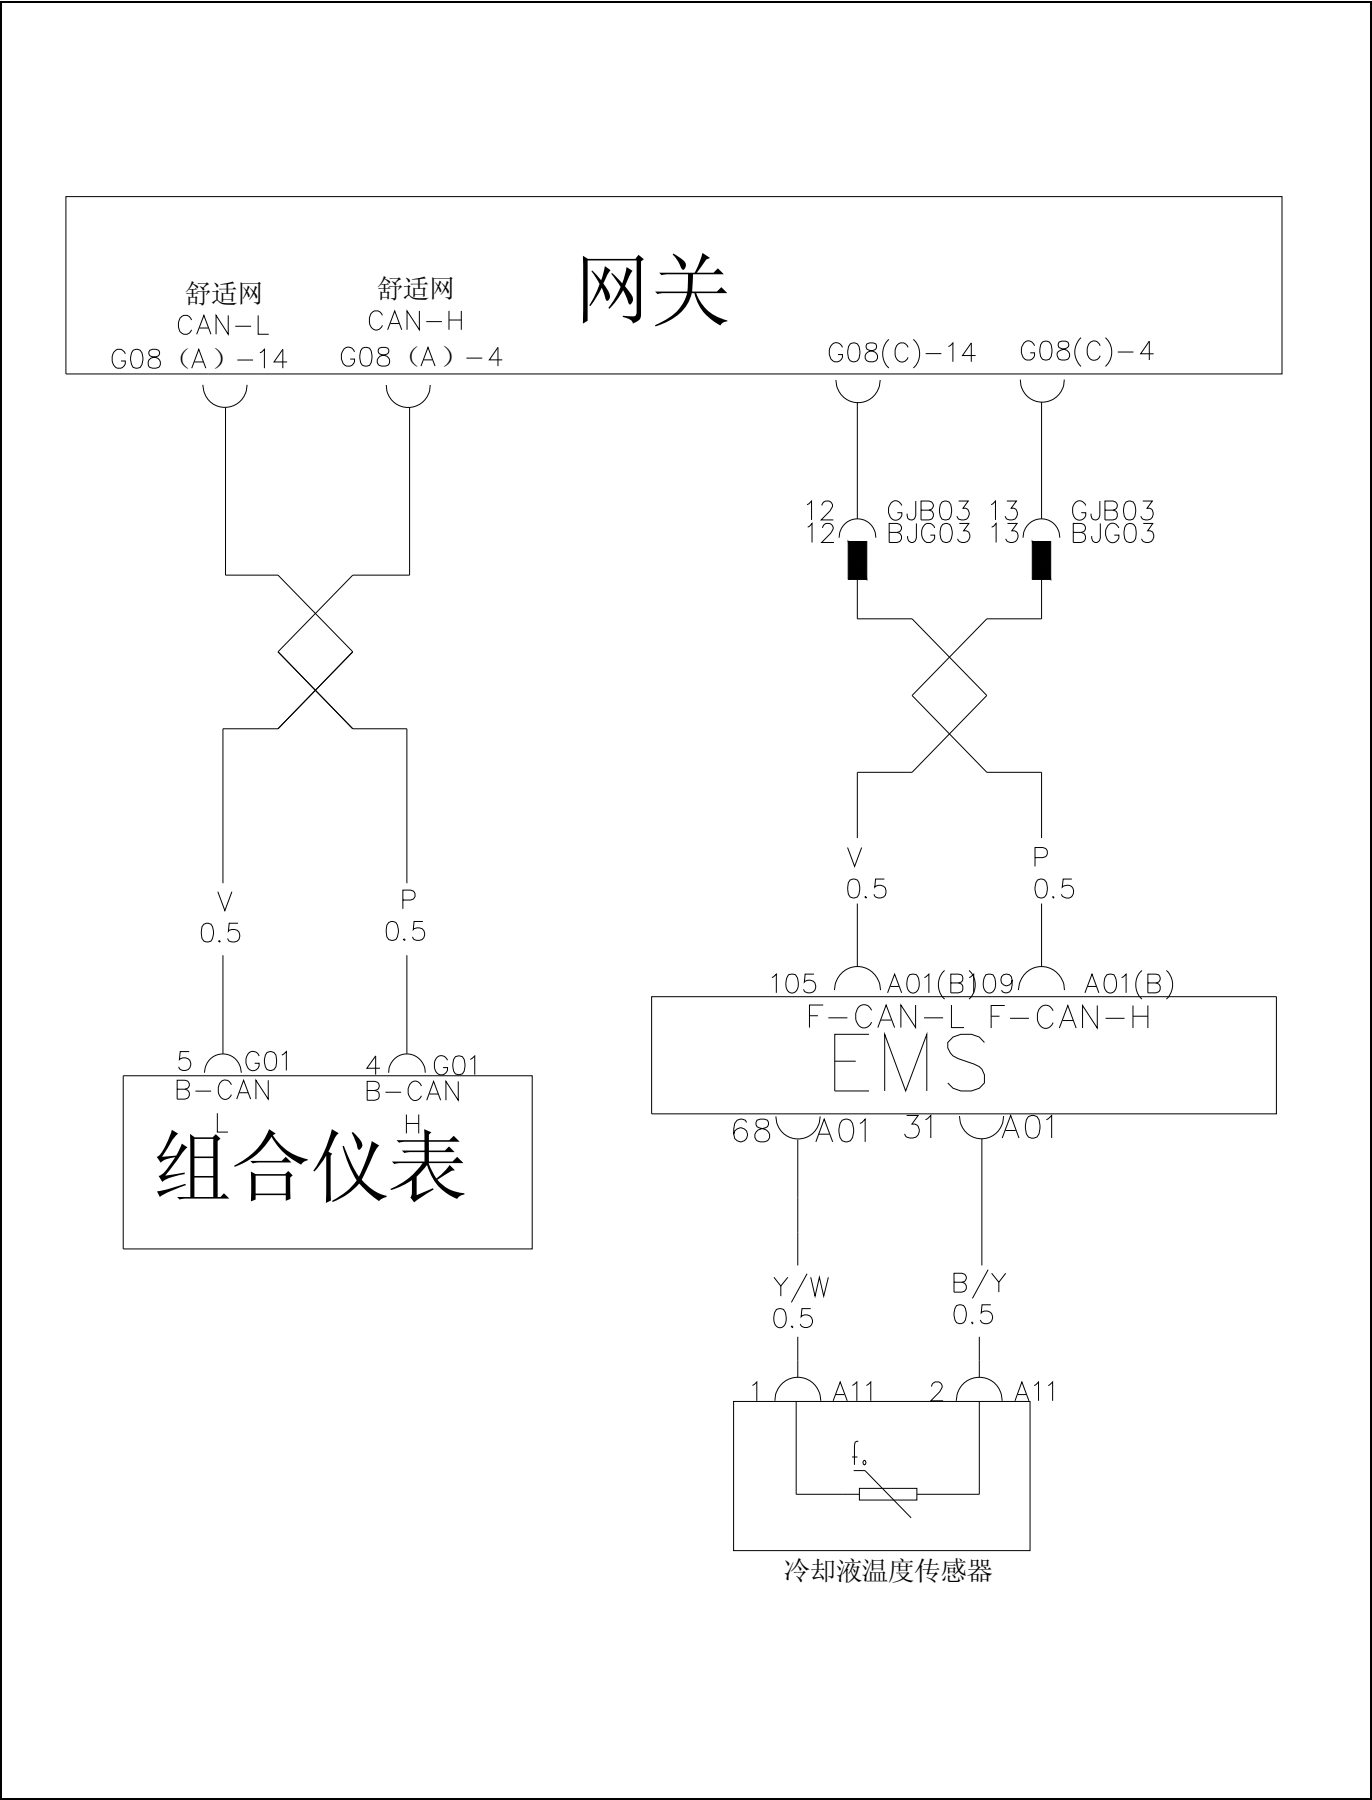 网关
舒适网
CAN-L
G08（A）-14
舒适网
CAN-H
G08（A）-4
G08(C)-14
G08(C)-4
12 GJB03
12 BJG03
13 GJB03
13 BJG03
V
0.5
P
0.5
V
0.5
P
0.5
105 A01(B)
109 A01(B)
F-CAN-L
F-CAN-H
EMS
5 G01
B-CAN
L
4 G01
B-CAN
H
组合仪表
68 A01
31 A01
Y/W
0.5
B/Y
0.5
1 A11
2 A11
f。
冷却液温度传感器